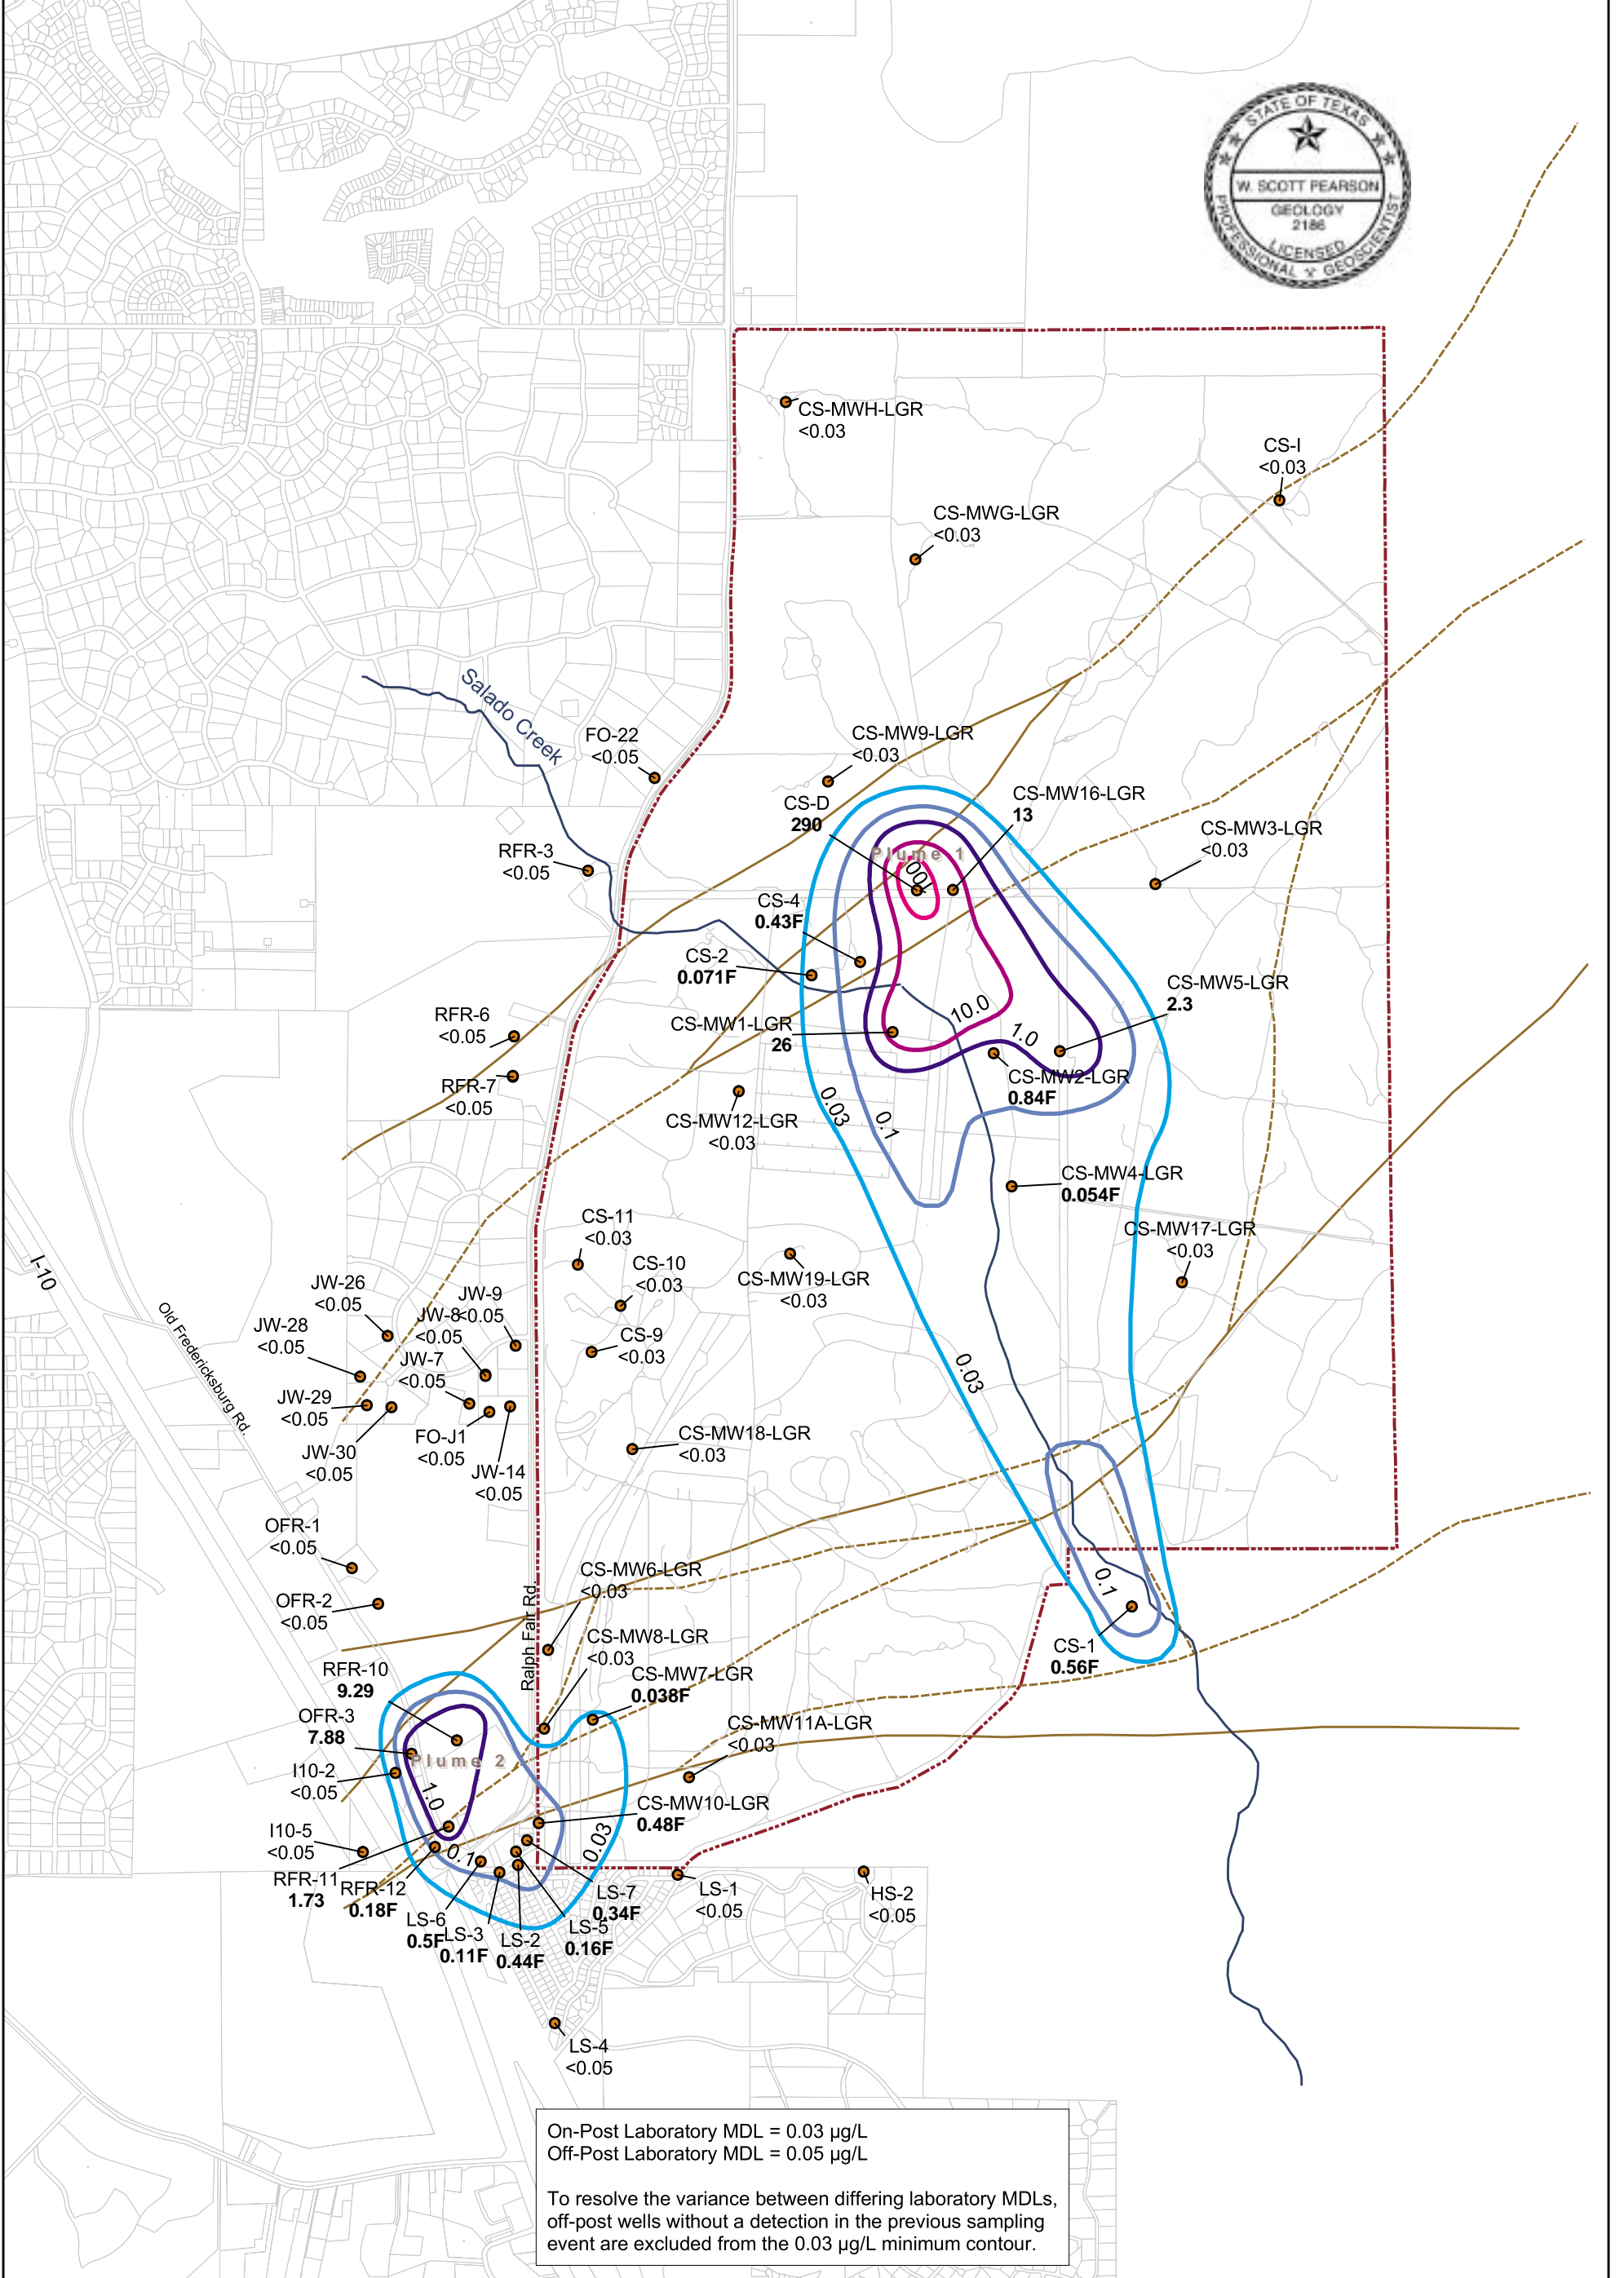 STATE OF TEXAS
W. SCOTT PEARSON
GEOLOGY
2186
LICENSED
PROFESSIONAL GEOSCIENTIST
CS-MWH-LGR
<0.03
CS-I
<0.03
CS-MWG-LGR
<0.03
Salado Creek
FO-22
<0.05
CS-MW9-LGR
<0.03
CS-D
290
CS-MW16-LGR
13
CS-MW3-LGR
<0.03
RFR-3
<0.05
Plume 1
CS-4
0.43F
CS-2
0.071F
CS-MW5-LGR
2.3
RFR-6
<0.05
CS-MW1-LGR
26
10.0
1.0
RFR-7
<0.05
CS-MW2-LGR
0.84F
0.03
0.1
CS-MW12-LGR
<0.03
CS-MW4-LGR
0.054F
CS-11
<0.03
CS-MW17-LGR
<0.03
I-10
CS-10
<0.03
CS-MW19-LGR
<0.03
JW-26
<0.05
JW-9
<0.05
JW-8
<0.05
JW-28
<0.05
Old Fredericksburg Rd.
CS-9
<0.03
JW-7
<0.05
0.03
JW-29
<0.05
FO-J1
<0.05
CS-MW18-LGR
<0.03
JW-30
<0.05
JW-14
<0.05
OFR-1
<0.05
CS-MW6-LGR
<0.03
0.1
OFR-2
<0.05
Ralph Fair Rd.
CS-MW8-LGR
<0.03
CS-1
0.56F
RFR-10
9.29
CS-MW7-LGR
0.038F
OFR-3
7.88
CS-MW11A-LGR
<0.03
Plume 2
I10-2
<0.05
1.0
CS-MW10-LGR
0.48F
I10-5
<0.05
0.1
0.03
RFR-11
1.73
RFR-12
0.18F
LS-7
0.34F
LS-1
<0.05
HS-2
<0.05
LS-6
0.5F
LS-3
0.11F
LS-2
0.44F
LS-5
0.16F
LS-4
<0.05
On-Post Laboratory MDL = 0.03 µg/L
Off-Post Laboratory MDL = 0.05 µg/L
To resolve the variance between differing laboratory MDLs,
off-post wells without a detection in the previous sampling
event are excluded from the 0.03 µg/L minimum contour.